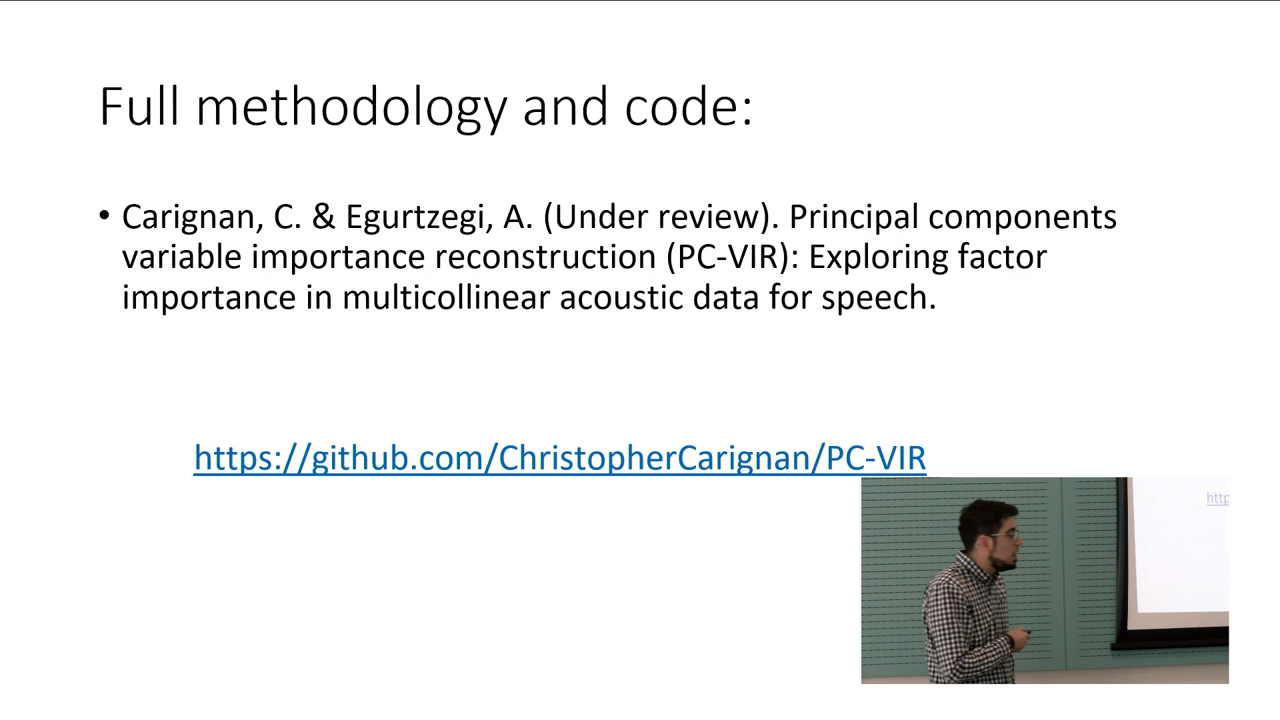 Full methodology and code:
• Carignan, C. & Egurtzegi, A. (Under review). Principal components
variable importance reconstruction (PC-VIR): Exploring factor
importance in multicollinear acoustic data for speech.
https://github.com/ChristopherCarignan/PC-VIR
http